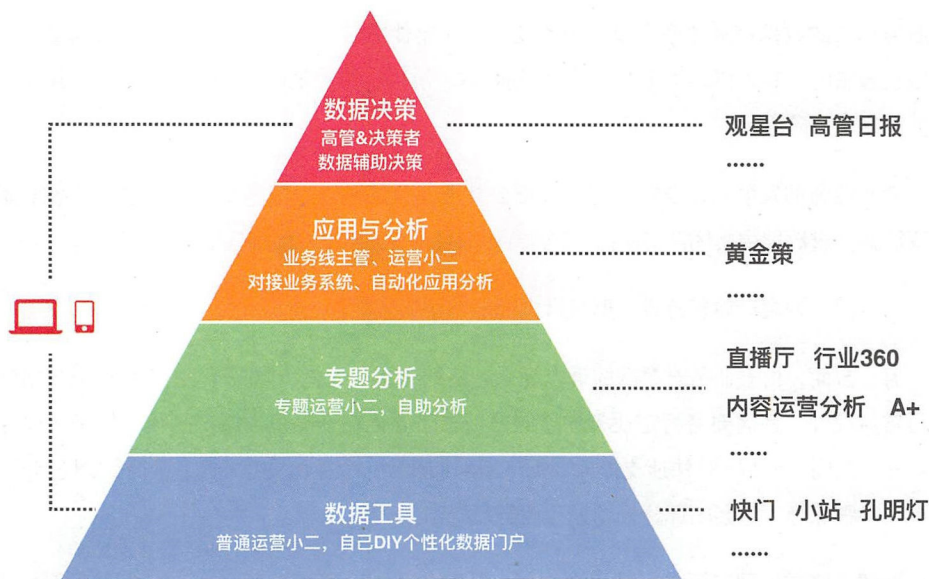 数据决策
高管&决策者
数据辅助决策
观星台 高管日报
......
应用与分析
业务线主管、运营小二
对接业务系统、自动化应用分析
黄金策
......
专题分析
专题运营小二，自助分析
直播厅 行业360
内容运营分析 A+
......
数据工具
普通运营小二，自己DIY个性化数据门户
快门 小站 孔明灯
......